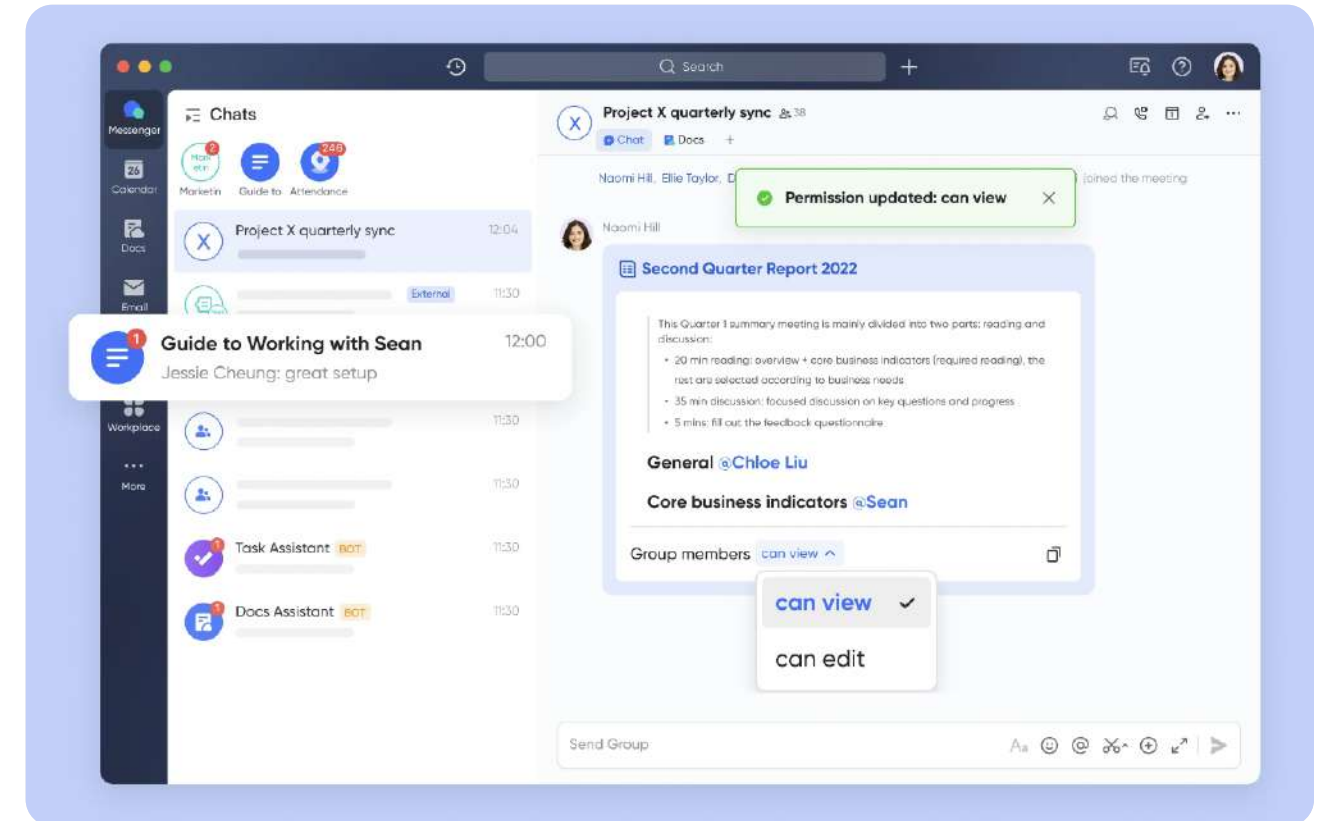 Search
Messenger
26
Calendar
Docs
Email
Workplace
More
Chats
2
246
Marketin
Guide to
Attendance
Project X quarterly sync
12:04
External
11:30
1
Guide to Working with Sean
12:00
Jessie Cheung: great setup
11:30
11:30
1
Task Assistant BOT
11:30
1
Docs Assistant BOT
11:30
X
Project X quarterly sync 38
Chat
Docs
Naomi Hill, Ellie Taylor, D
joined the meeting
Permission updated: can view
Naomi Hill
Second Quarter Report 2022
This Quarter 1 summary meeting is mainly divided into two parts: reading and
discussion:
• 20 min reading: overview + core business indicators (required reading), the
rest are selected according to business needs
• 35 min discussion: focused discussion on key questions and progress
• 5 mins: fill out the feedback questionnaire
General @Chloe Liu
Core business indicators @Sean
Group members can view
can view
can edit
Send Group
Aa